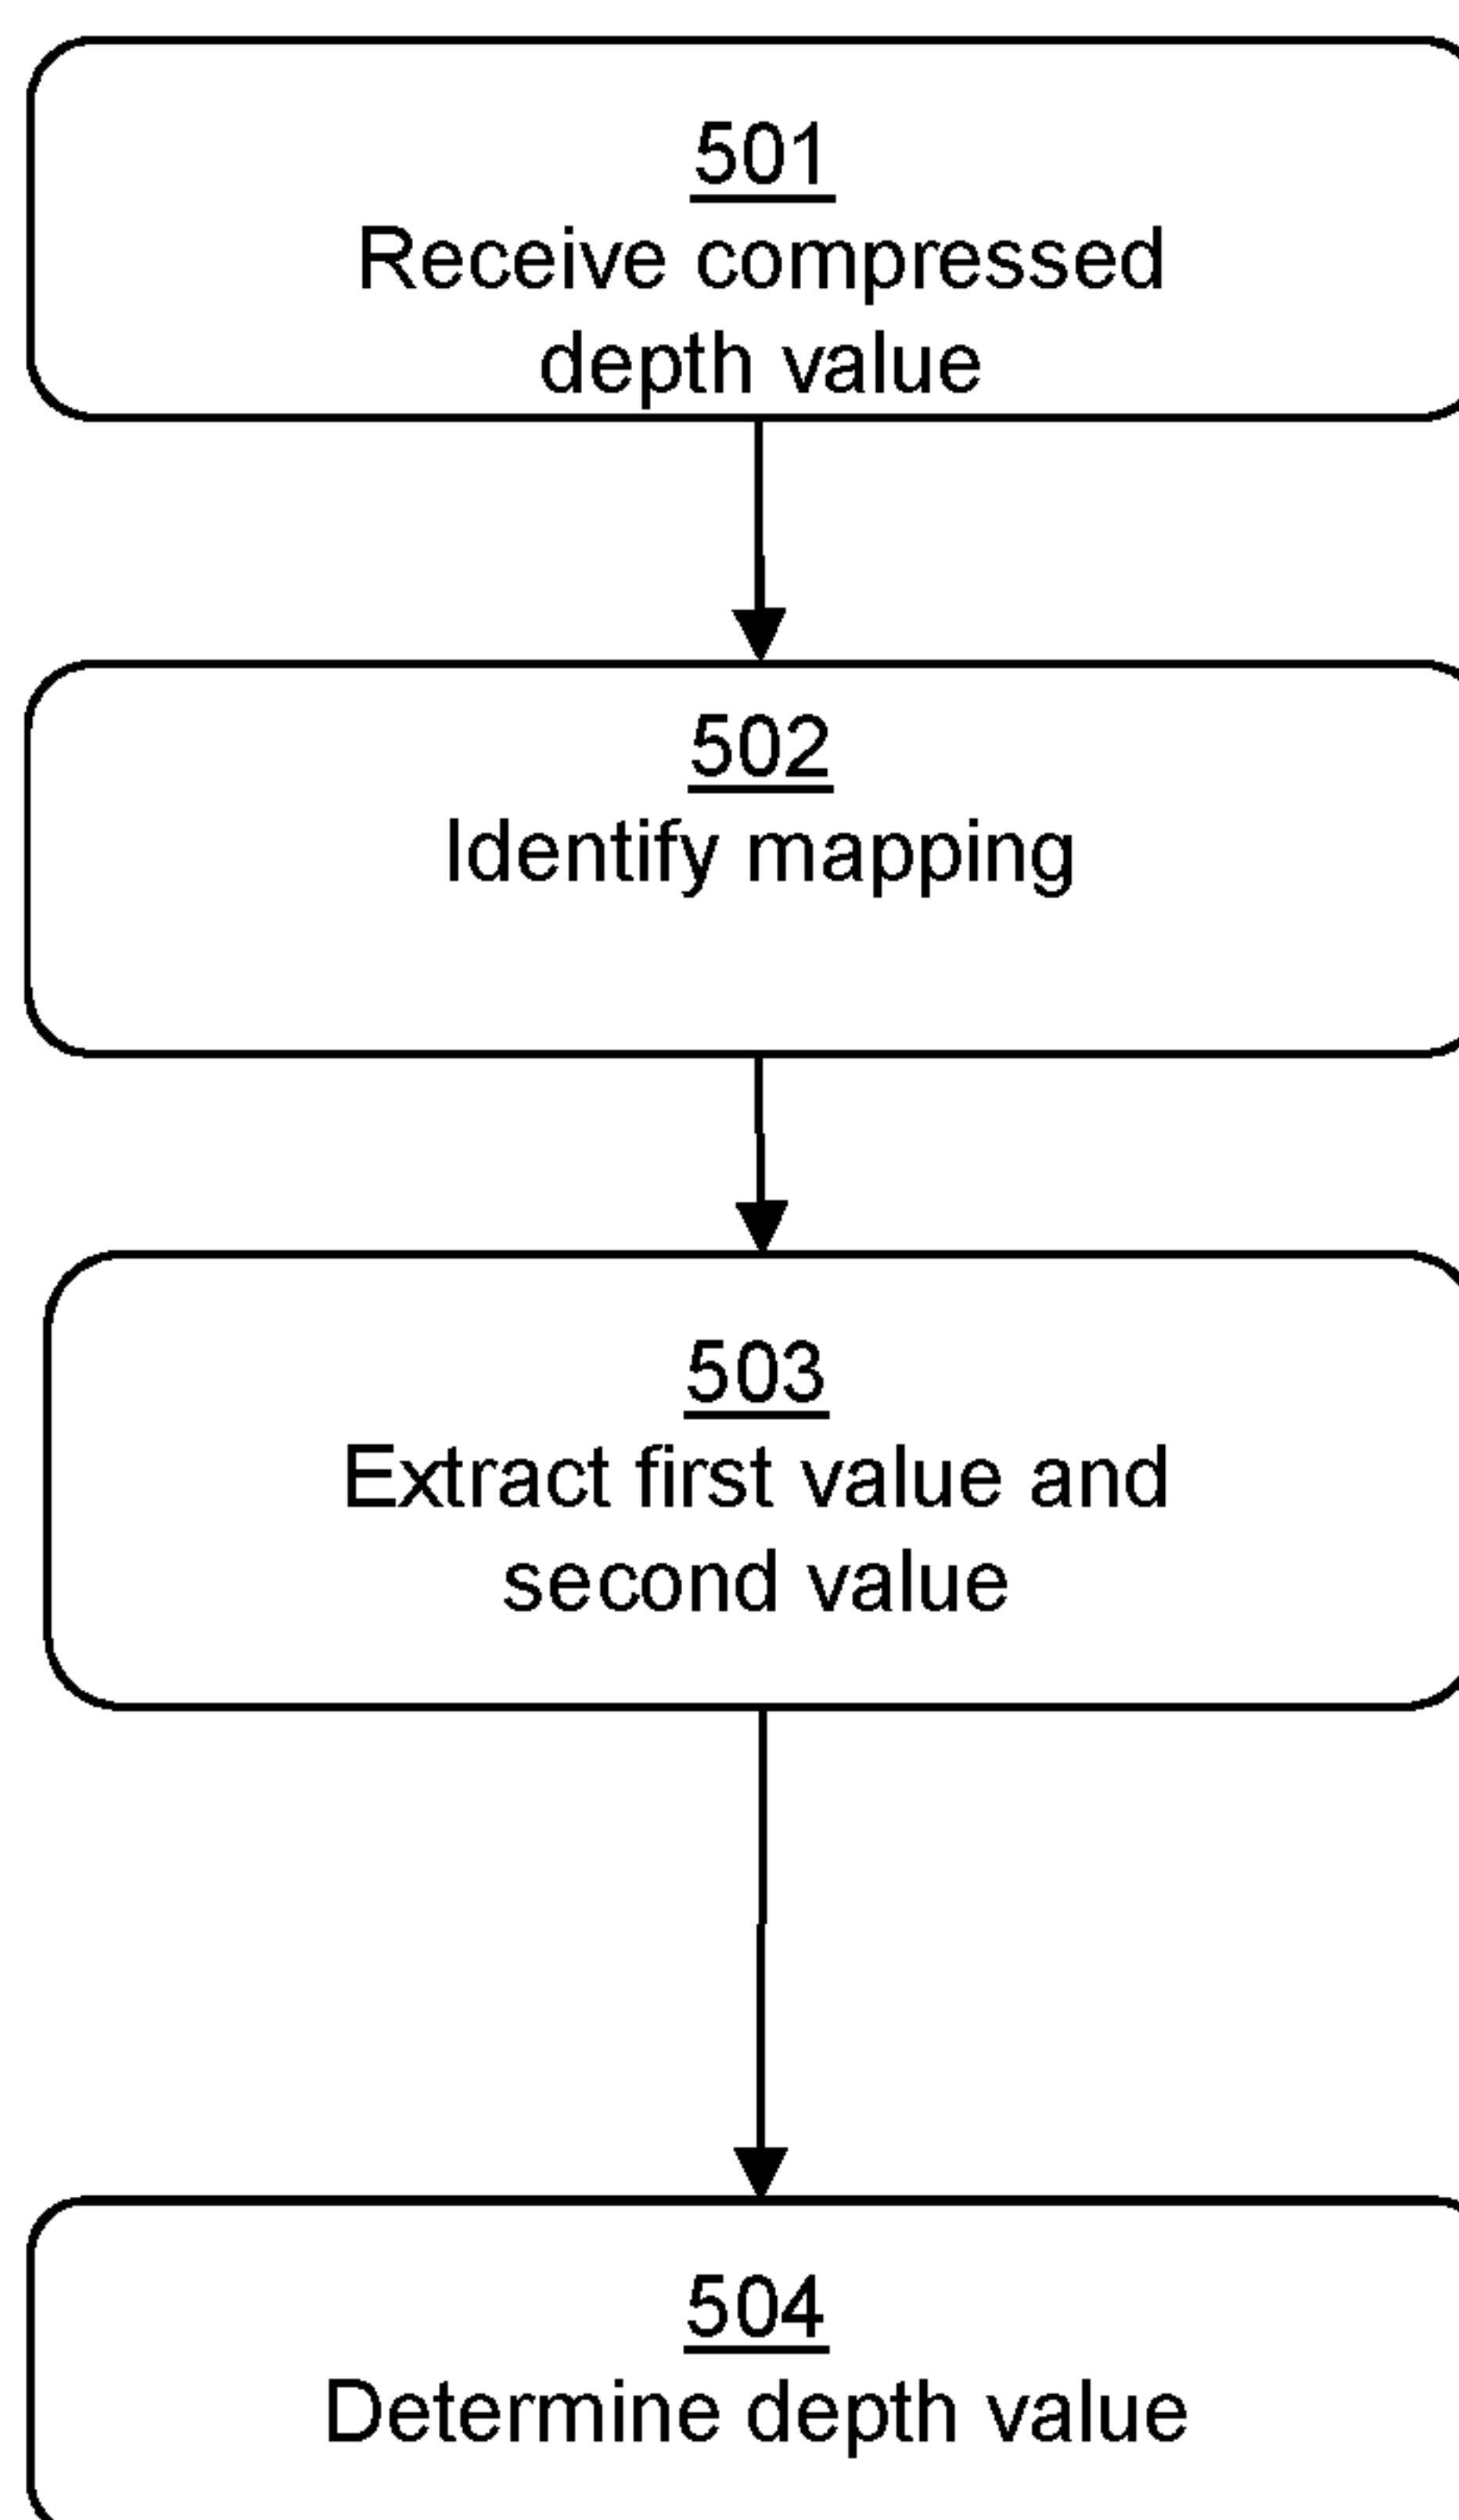 501
Receive compressed
depth value
502
Identify mapping
503
Extract first value and
second value
504
Determine depth value